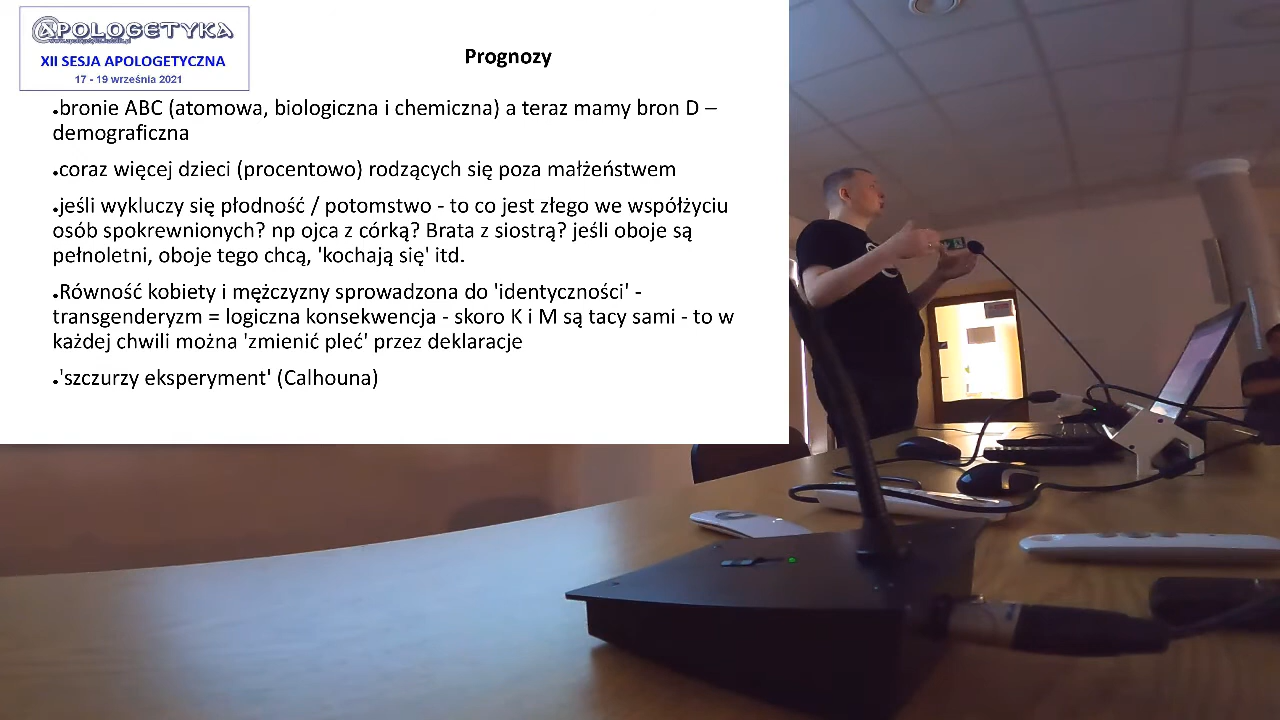 @POLOGETYKA
XII SESJA APOLOGETYCZNA
17 - 19 września 2021
Prognozy
•bronie ABC (atomowa, biologiczna i chemiczna) a teraz mamy bron D –
demograficzna
•coraz więcej dzieci (procentowo) rodzących się poza małżeństwem
•jeśli wykluczy się płodność / potomstwo - to co jest złego we współżyciu
osób spokrewnionych? np ojca z córką? Brata z siostrą? jeśli oboje są
pełnoletni, oboje tego chcą, 'kochają się' itd.
•Równość kobiety i mężczyzny sprowadzona do 'identyczności' -
transgenderyzm = logiczna konsekwencja - skoro K i M są tacy sami - to w
każdej chwili można 'zmienić pleć' przez deklaracje
•'szczurzy eksperyment' (Calhouna)